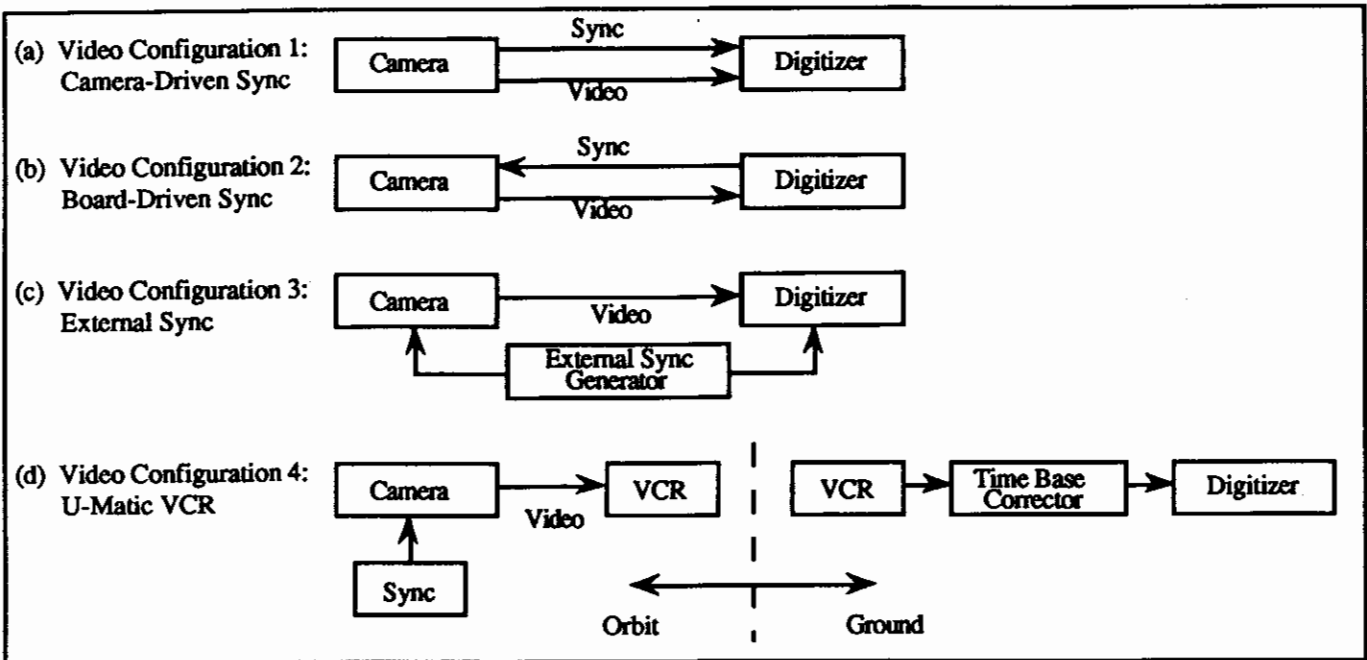 (a) Video Configuration 1:
Camera-Driven Sync
Camera
Sync
Video
Digitizer
(b) Video Configuration 2:
Board-Driven Sync
Camera
Sync
Video
Digitizer
(c) Video Configuration 3:
External Sync
Camera
Video
Digitizer
External Sync
Generator
(d) Video Configuration 4:
U-Matic VCR
Camera
Video
VCR
VCR
Time Base
Corrector
Digitizer
Sync
Orbit
Ground